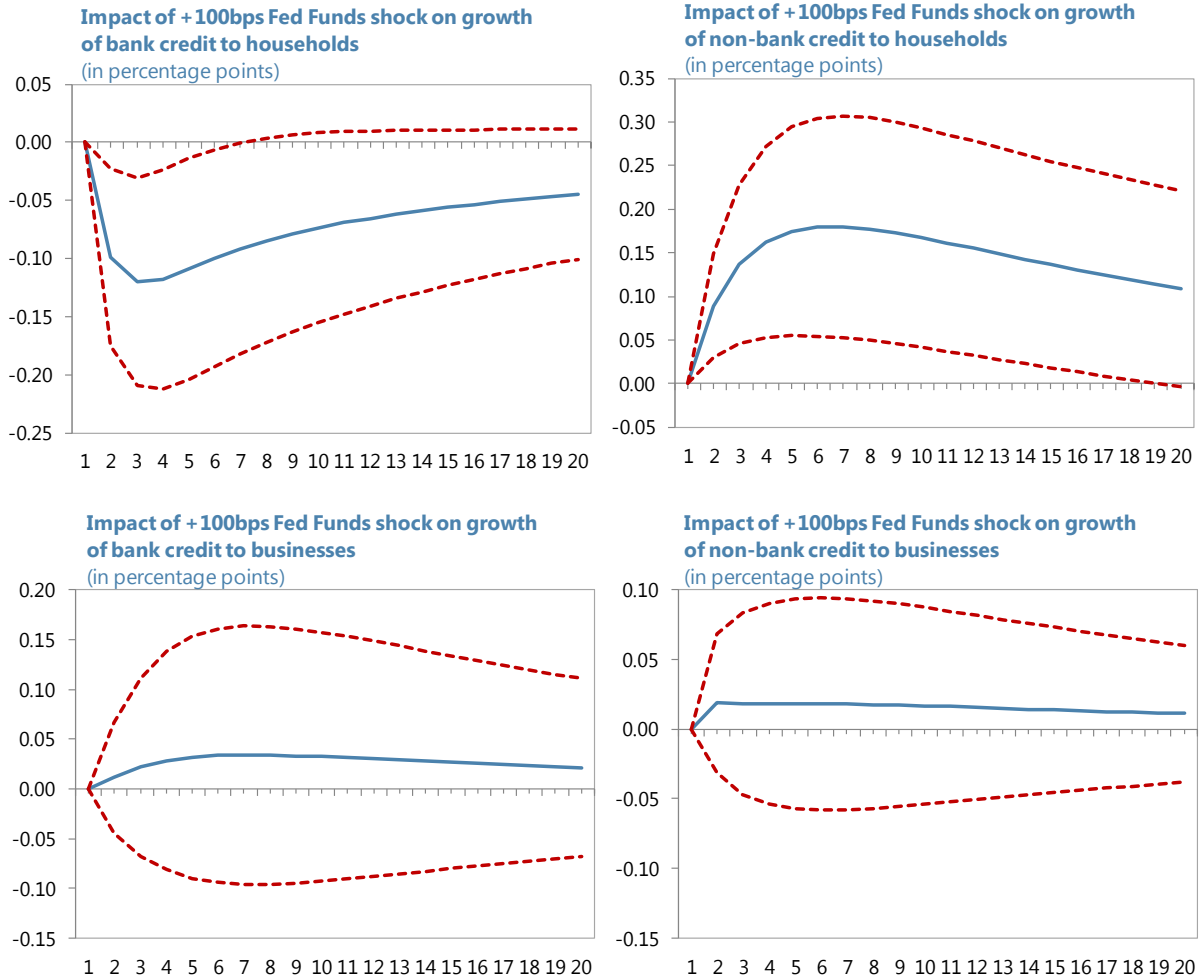 Impact of +100bps Fed Funds shock on growth
of bank credit to households
(in percentage points)
0.05
0.00
-0.05
-0.10
-0.15
-0.20
-0.25
1 2 3 4 5 6 7 8 9 10 11 12 13 14 15 16 17 18 19 20
Impact of +100bps Fed Funds shock on growth
of non-bank credit to households
(in percentage points)
0.35
0.30
0.25
0.20
0.15
0.10
0.05
0.00
-0.05
1 2 3 4 5 6 7 8 9 10 11 12 13 14 15 16 17 18 19 20
Impact of +100bps Fed Funds shock on growth
of bank credit to businesses
(in percentage points)
0.20
0.15
0.10
0.05
0.00
-0.05
-0.10
-0.15
1 2 3 4 5 6 7 8 9 10 11 12 13 14 15 16 17 18 19 20
Impact of +100bps Fed Funds shock on growth
of non-bank credit to businesses
(in percentage points)
0.10
0.05
0.00
-0.05
-0.10
-0.15
1 2 3 4 5 6 7 8 9 10 11 12 13 14 15 16 17 18 19 20